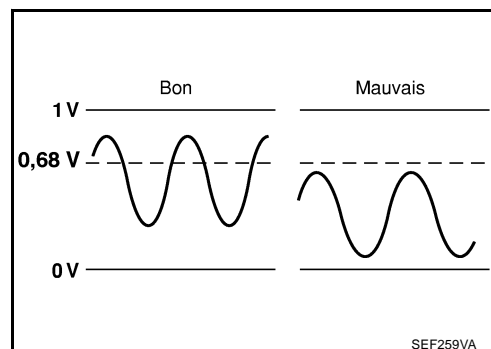 Bon
Mauvais
1 V
0,68 V
0 V
SEF259VA